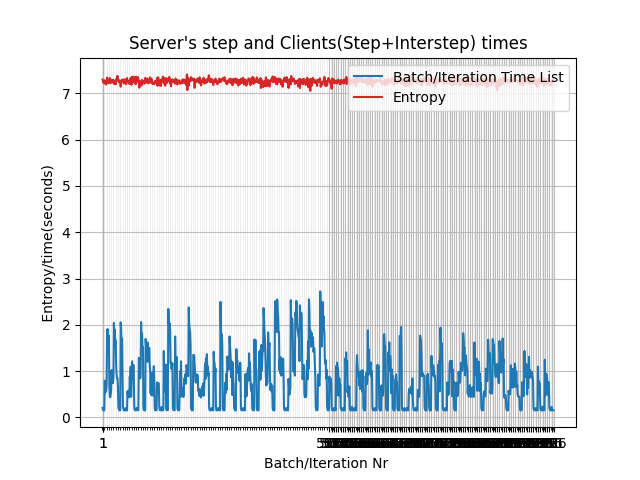 Server's step and Clients(Step+Interstep) times
Batch/Iteration Time List
Entropy
7
6
5
4
3
2
1
0
Entropy/time(seconds)
1
Batch/Iteration Nr